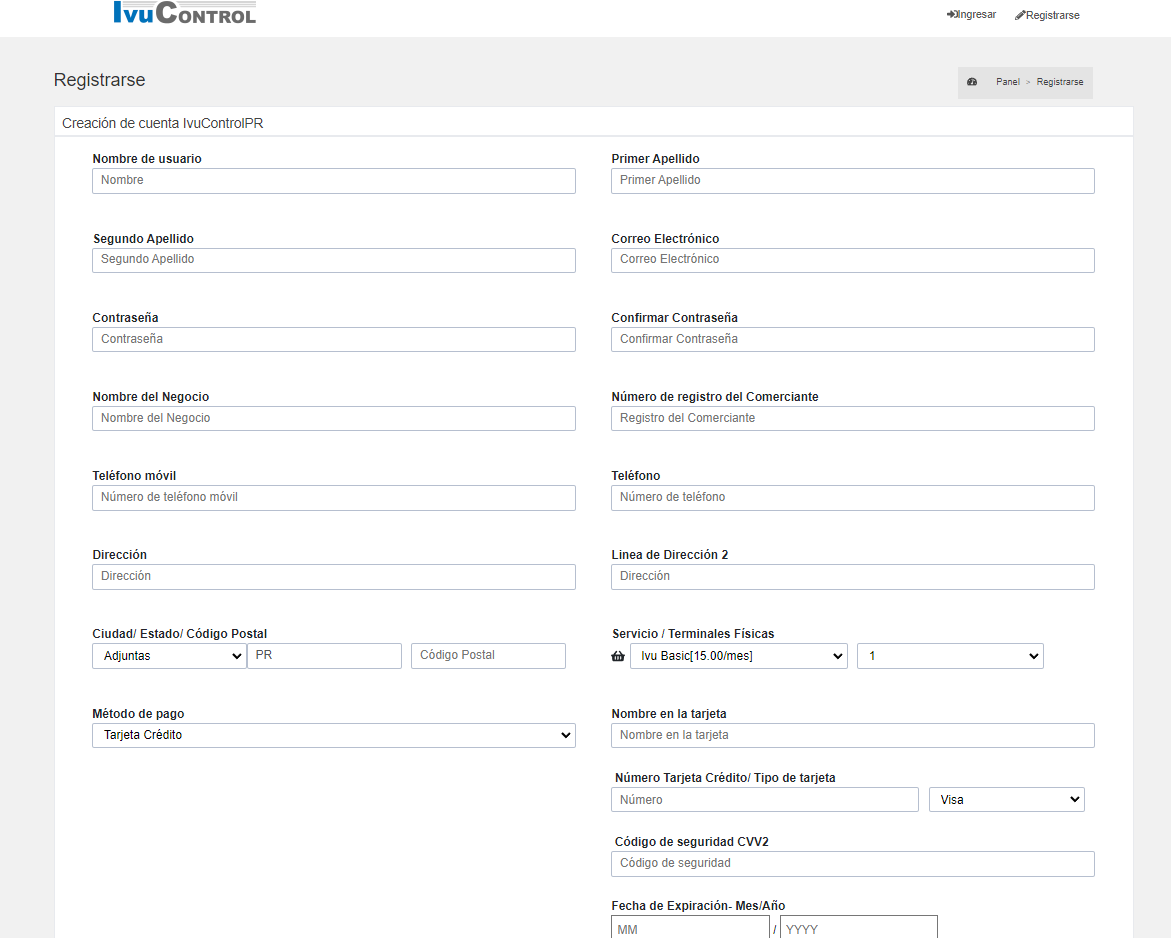 IvuControl
Ingresar Registrarse
Registrarse
Panel > Registrarse
Creación de cuenta IvuControlPR
Nombre de usuario Primer Apellido
Nombre Primer Apellido
Segundo Apellido Correo Electrónico
Segundo Apellido Correo Electrónico
Contraseña Confirmar Contraseña
Contraseña Confirmar Contraseña
Nombre del Negocio Número de registro del Comerciante
Nombre del Negocio Registro del Comerciante
Teléfono móvil Teléfono
Número de teléfono móvil Número de teléfono
Dirección Linea de Dirección 2
Dirección Dirección
Ciudad/ Estado/ Código Postal Servicio / Terminales Físicas
Adjuntas PR Código Postal Ivu Basic[15.00/mes] 1
Método de pago Nombre en la tarjeta
Tarjeta Crédito Nombre en la tarjeta
Número Tarjeta Crédito/ Tipo de tarjeta
Número Visa
Código de seguridad CVV2
Código de seguridad
Fecha de Expiración- Mes/Año
MM / YYYY